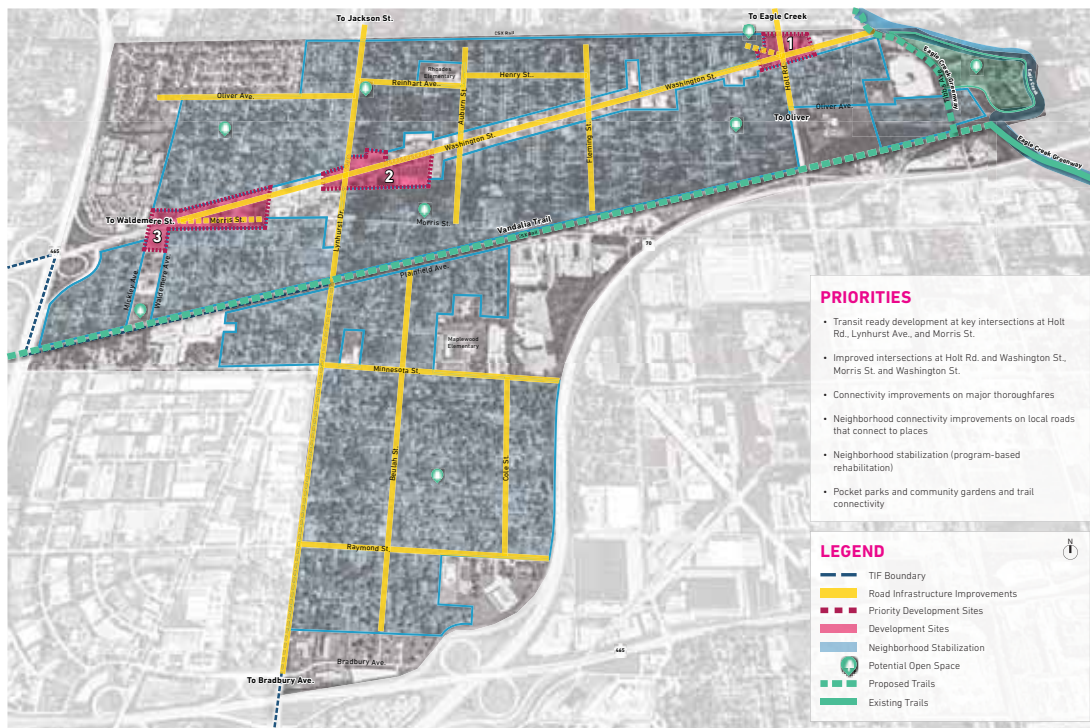 To Jackson St.
To Eagle Creek
CSX Rail
1
Rhoades
Elementary
Henry St.
Reinhart Ave.
Oliver Ave.
Auburn St.
Washington St.
Holt Rd.
Eagle Creek Greenway
Eagle Creek
Tibbs Ave.
Oliver Ave.
To Oliver
Fleming St.
Washington St.
Eagle Creek Greenway
2
To Waldemere St.
Morris St.
3
Lynhurst Dr.
Morris St.
Vandalia Trail
465
70
Mickley Ave.
Waldemere Ave.
Plainfield Ave.
Maplewood
Elementary
Minnesota St.
Beulah St.
Cole St.
Raymond St.
Bradbury Ave.
465
To Bradbury Ave.
PRIORITIES
• Transit ready development at key intersections at Holt
Rd., Lynhurst Ave., and Morris St.
• Improved intersections at Holt Rd. and Washington St.,
Morris St. and Washington St.
• Connectivity improvements on major thoroughfares
• Neighborhood connectivity improvements on local roads
that connect to places
• Neighborhood stabilization (program-based
rehabilitation)
• Pocket parks and community gardens and trail
connectivity
LEGEND
N
TIF Boundary
Road Infrastructure Improvements
Priority Development Sites
Development Sites
Neighborhood Stabilization
Potential Open Space
Proposed Trails
Existing Trails